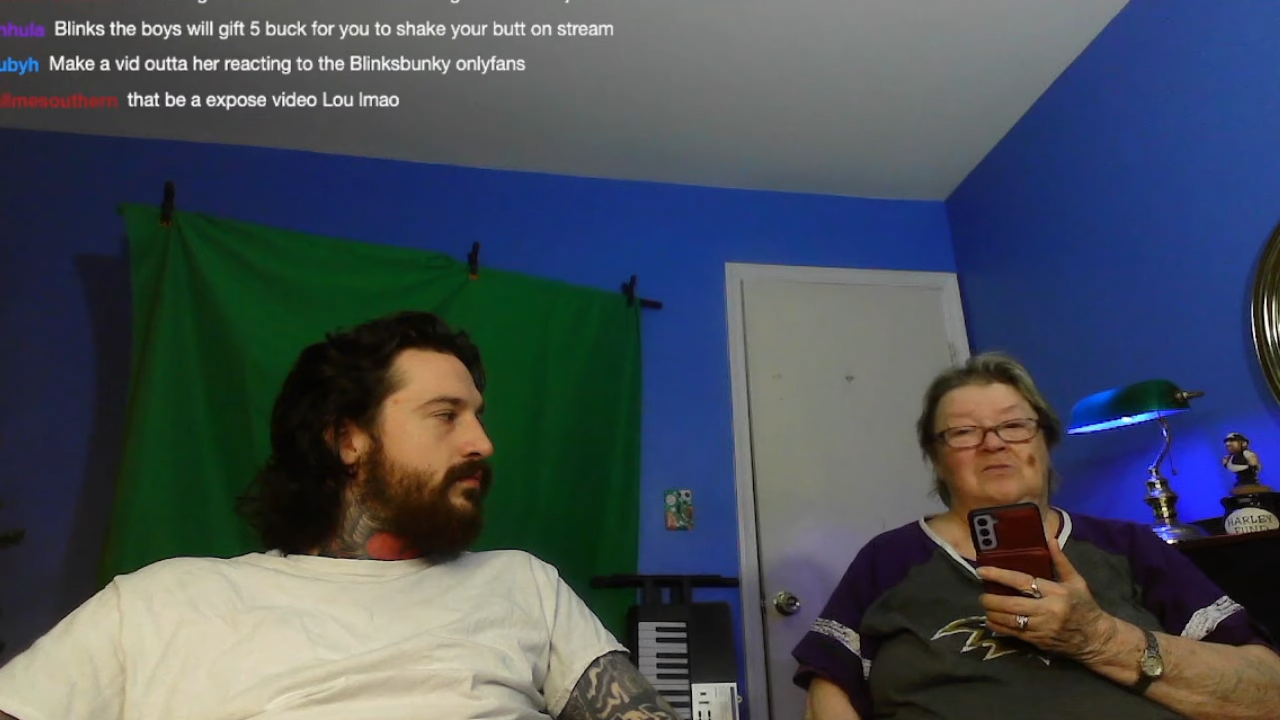 Blinks the boys will gift 5 buck for you to shake your butt on stream
Make a vid outta her reacting to the Blinksbunky onlyfans
that be a expose video Lou lmao
HARLEY
FUND